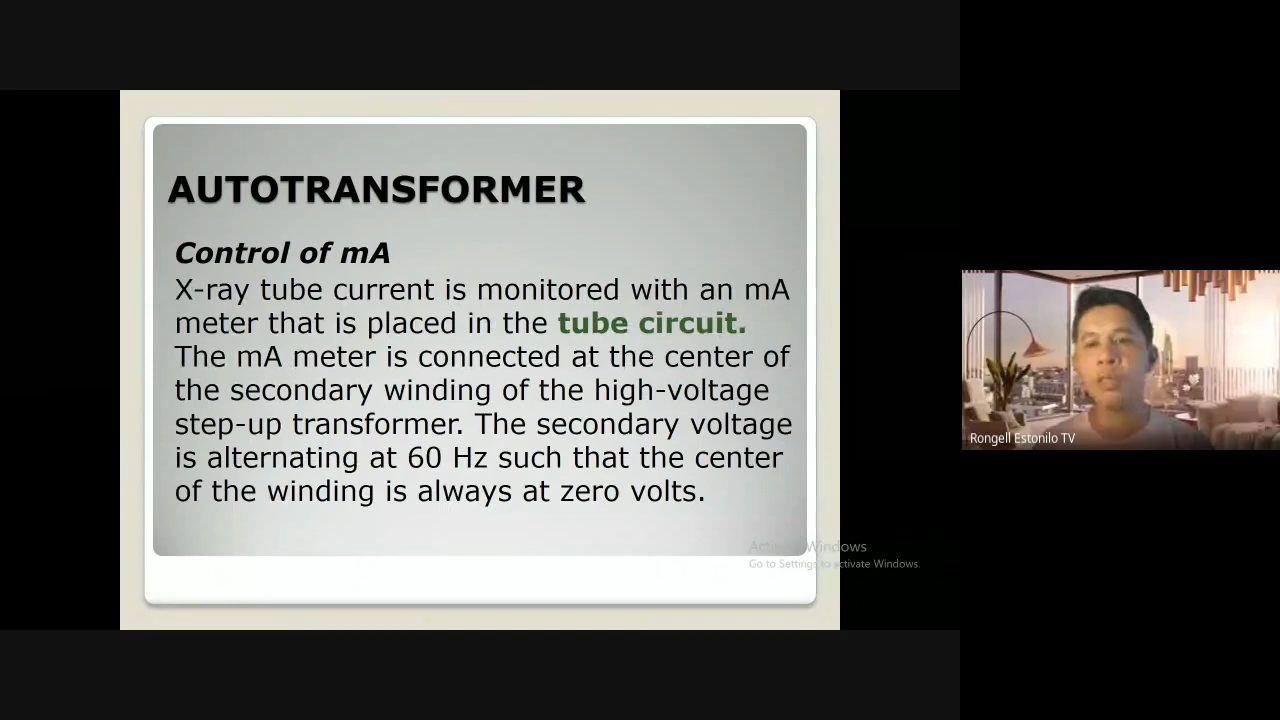 AUTOTRANSFORMER
Control of mA
X-ray tube current is monitored with an mA
meter that is placed in the tube circuit.
The mA meter is connected at the center of
the secondary winding of the high-voltage
step-up transformer. The secondary voltage
is alternating at 60 Hz such that the center
of the winding is always at zero volts.
Activate Windows
Go to Settings to activate Windows.
Rongell Estonilo TV